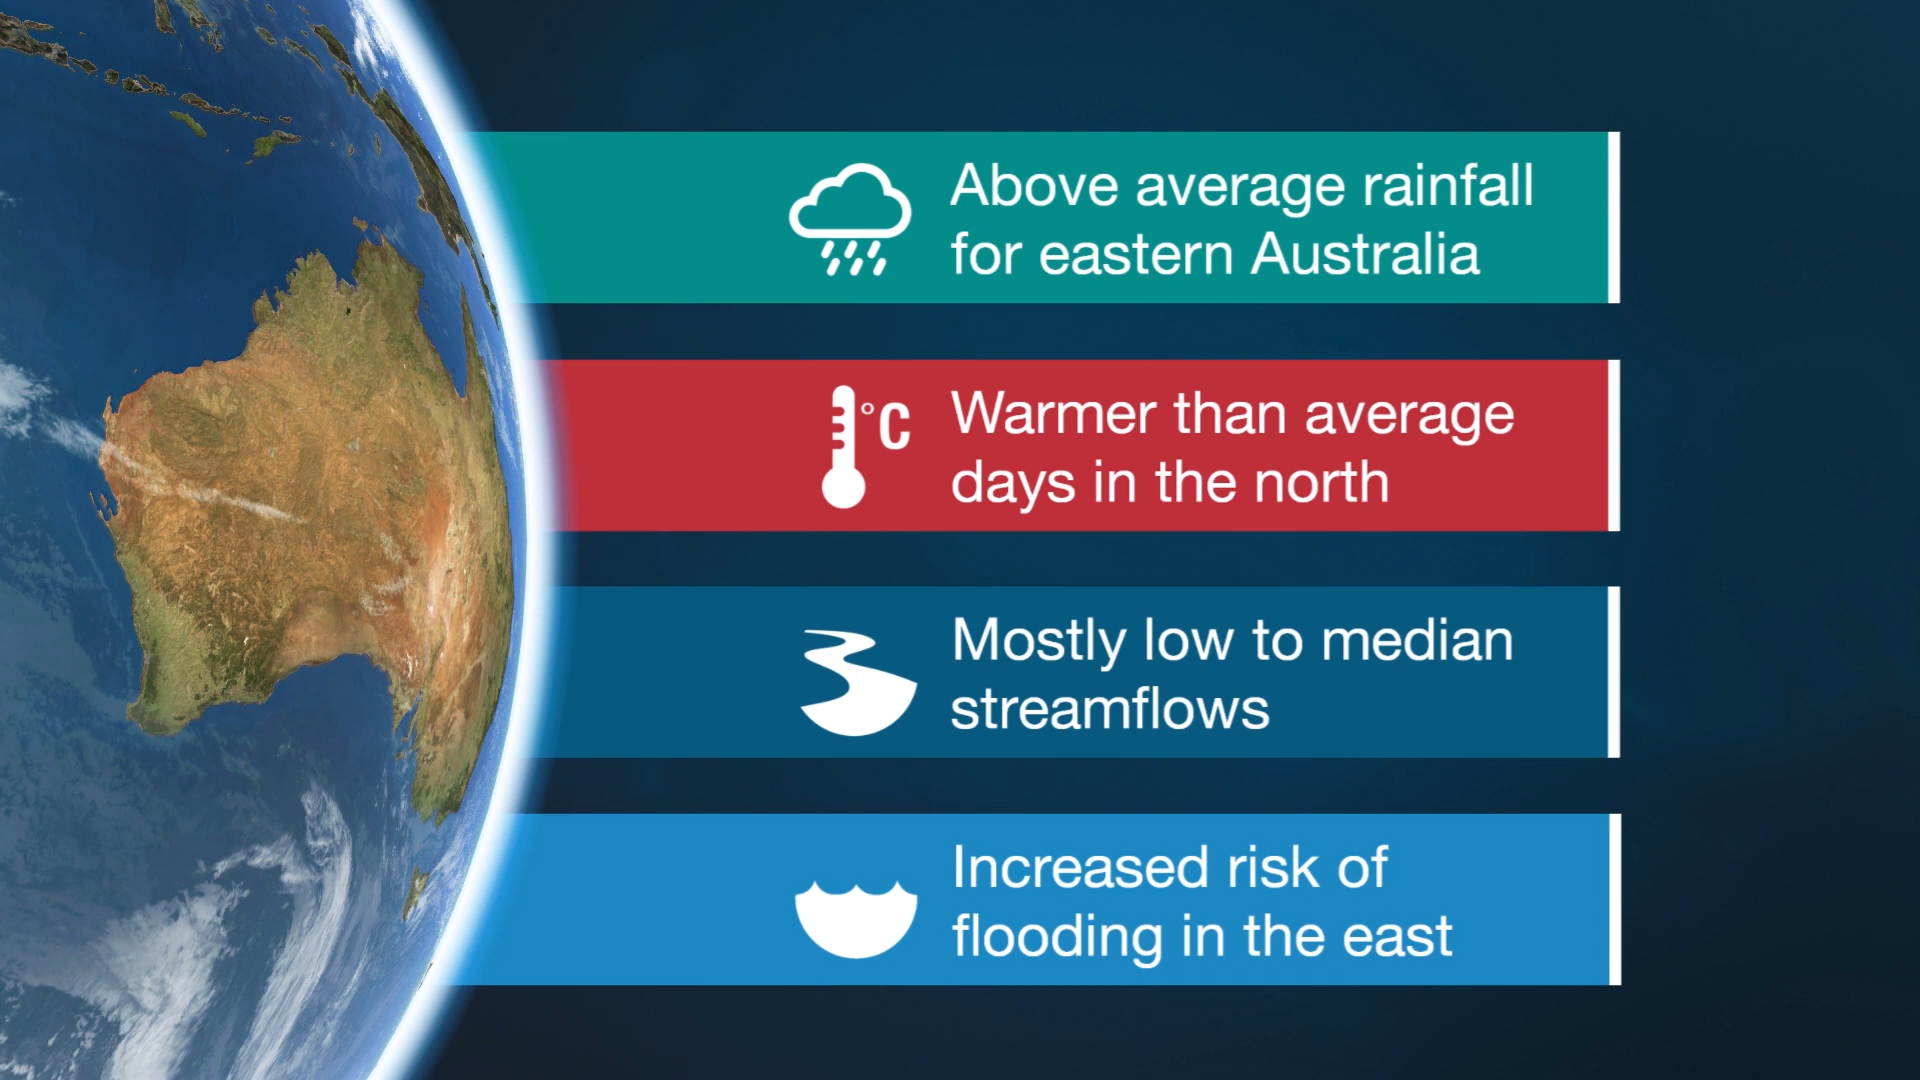 Above average rainfall
for eastern Australia
°C
Warmer than average
days in the north
Mostly low to median
streamflows
Increased risk of
flooding in the east